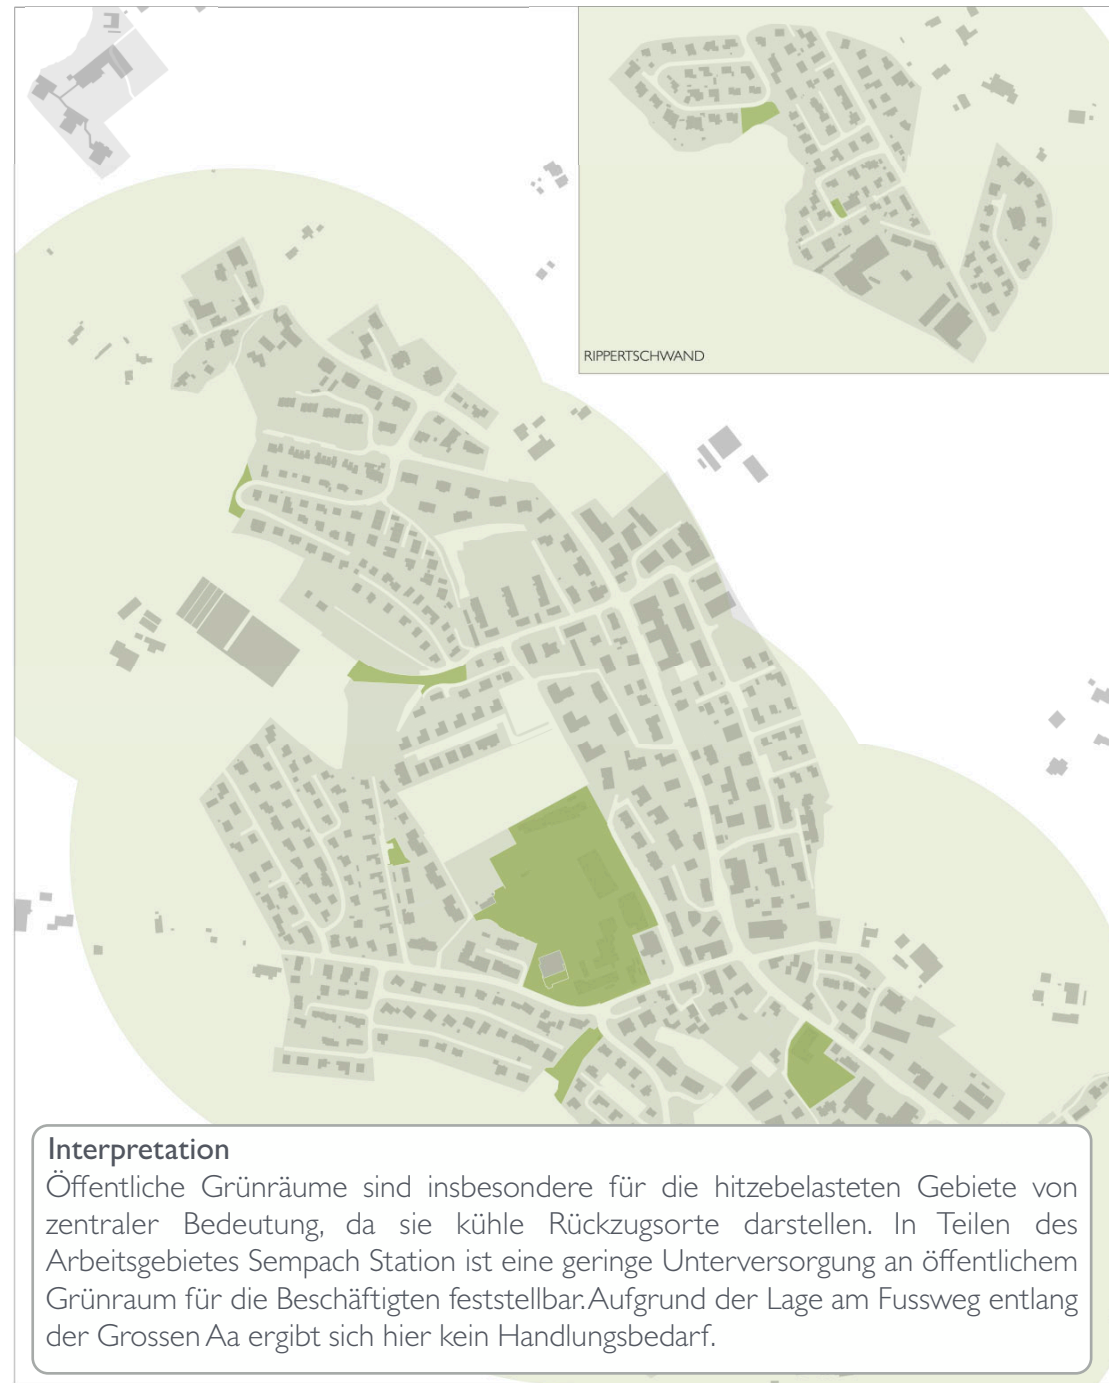 RIPPERTSCHWAND
Interpretation
Öffentliche Grünräume sind insbesondere für die hitzebelasteten Gebiete von
zentraler Bedeutung, da sie kühle Rückzugsorte darstellen. In Teilen des
Arbeitsgebietes Sempach Station ist eine geringe Unterversorgung an öffentlichem
Grünraum für die Beschäftigten feststellbar. Aufgrund der Lage am Fussweg entlang
der Grossen Aa ergibt sich hier kein Handlungsbedarf.